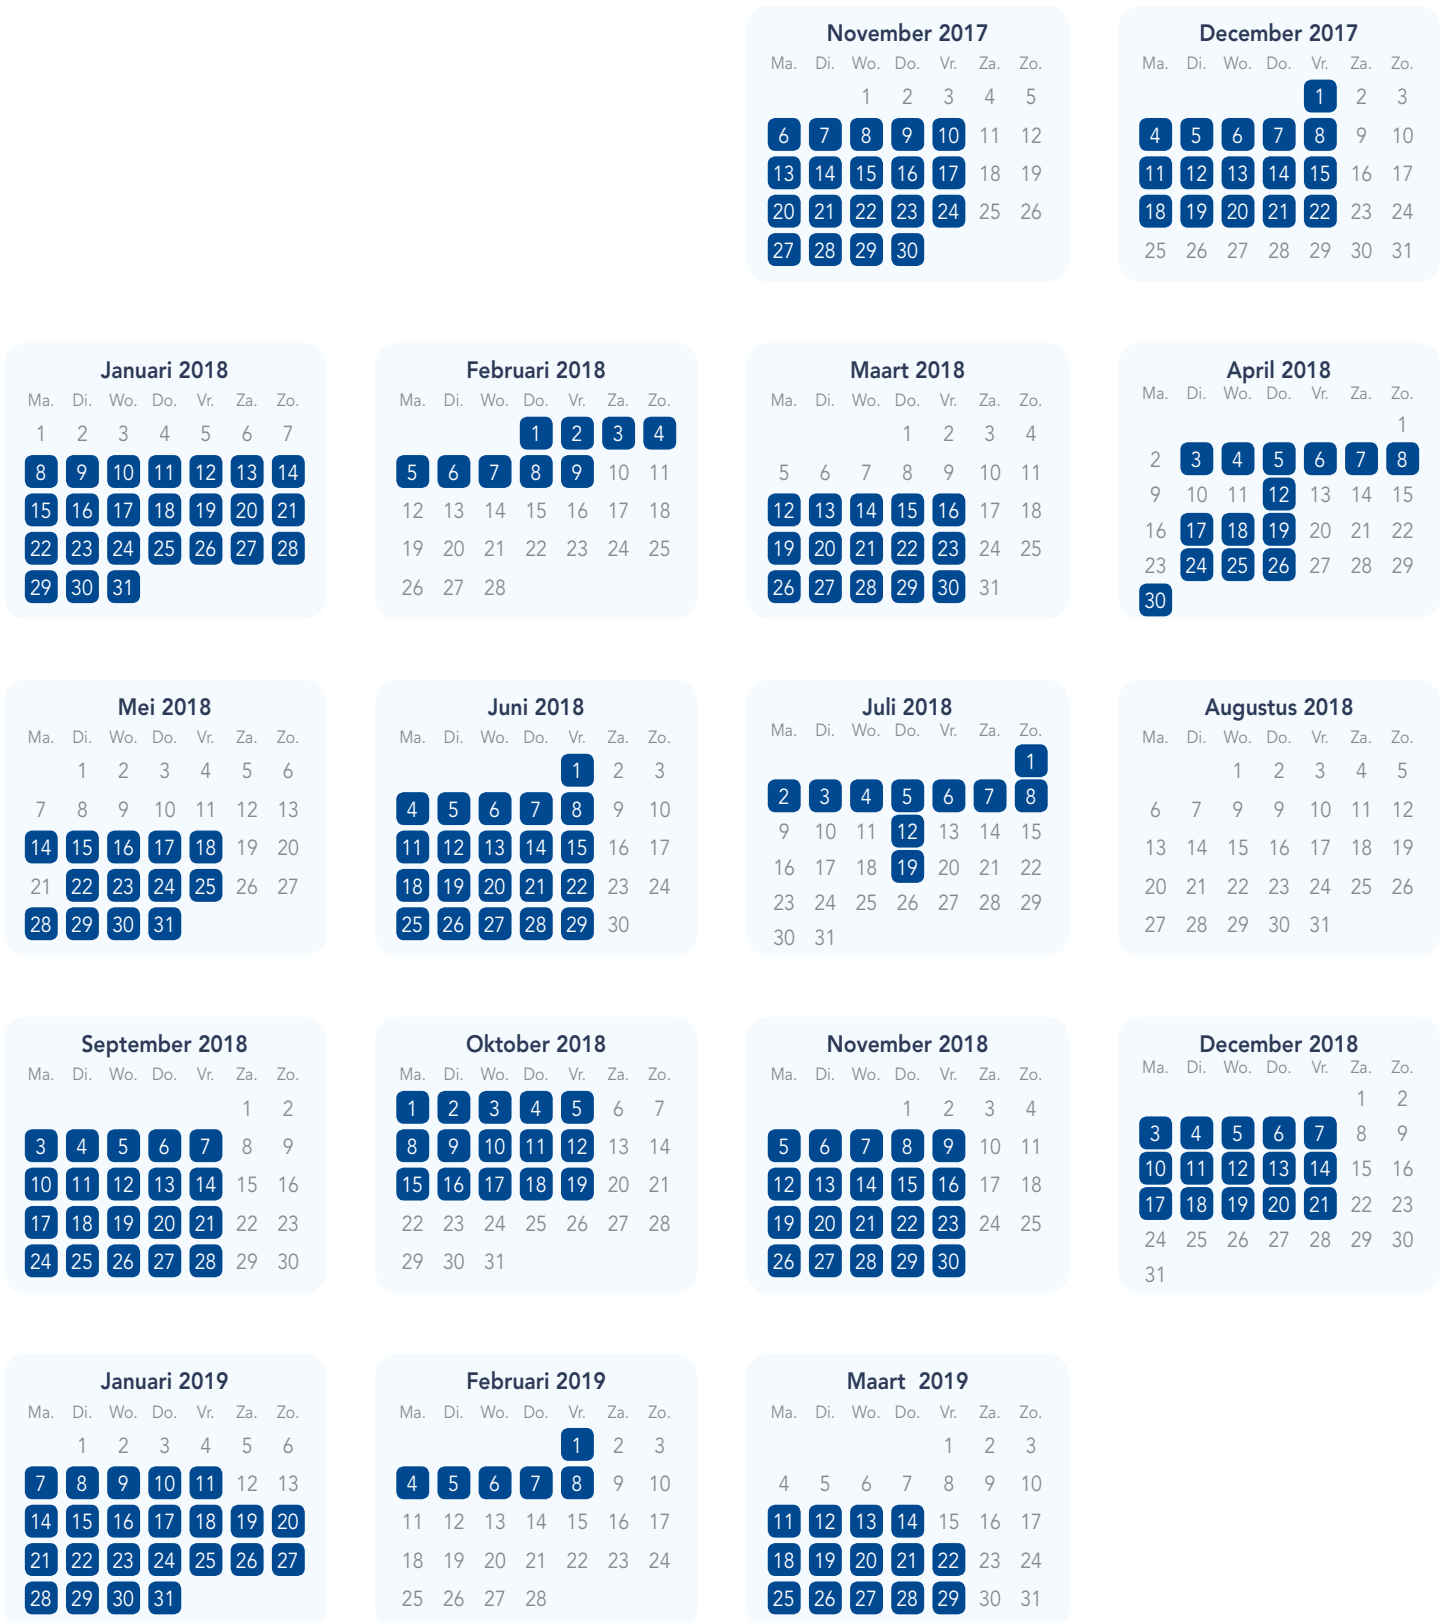 November 2017
Ma. Di. Wo. Do. Vr. Za. Zo.
1 2 3 4 5
6 7 8 9 10 11 12
13 14 15 16 17 18 19
20 21 22 23 24 25 26
27 28 29 30
December 2017
Ma. Di. Wo. Do. Vr. Za. Zo.
1 2 3
4 5 6 7 8 9 10
11 12 13 14 15 16 17
18 19 20 21 22 23 24
25 26 27 28 29 30 31
Januari 2018
Ma. Di. Wo. Do. Vr. Za. Zo.
1 2 3 4 5 6 7
8 9 10 11 12 13 14
15 16 17 18 19 20 21
22 23 24 25 26 27 28
29 30 31
Februari 2018
Ma. Di. Wo. Do. Vr. Za. Zo.
1 2 3 4
5 6 7 8 9 10 11
12 13 14 15 16 17 18
19 20 21 22 23 24 25
26 27 28
Maart 2018
Ma. Di. Wo. Do. Vr. Za. Zo.
1 2 3 4
5 6 7 8 9 10 11
12 13 14 15 16 17 18
19 20 21 22 23 24 25
26 27 28 29 30 31
April 2018
Ma. Di. Wo. Do. Vr. Za. Zo.
1
2 3 4 5 6 7 8
9 10 11 12 13 14 15
16 17 18 19 20 21 22
23 24 25 26 27 28 29
30
Mei 2018
Ma. Di. Wo. Do. Vr. Za. Zo.
1 2 3 4 5 6
7 8 9 10 11 12 13
14 15 16 17 18 19 20
21 22 23 24 25 26 27
28 29 30 31
Juni 2018
Ma. Di. Wo. Do. Vr. Za. Zo.
1 2 3
4 5 6 7 8 9 10
11 12 13 14 15 16 17
18 19 20 21 22 23 24
25 26 27 28 29 30
Juli 2018
Ma. Di. Wo. Do. Vr. Za. Zo.
1
2 3 4 5 6 7 8
9 10 11 12 13 14 15
16 17 18 19 20 21 22
23 24 25 26 27 28 29
30 31
Augustus 2018
Ma. Di. Wo. Do. Vr. Za. Zo.
1 2 3 4 5
6 7 9 9 10 11 12
13 14 15 16 17 18 19
20 21 22 23 24 25 26
27 28 29 30 31
September 2018
Ma. Di. Wo. Do. Vr. Za. Zo.
1 2
3 4 5 6 7 8 9
10 11 12 13 14 15 16
17 18 19 20 21 22 23
24 25 26 27 28 29 30
Oktober 2018
Ma. Di. Wo. Do. Vr. Za. Zo.
1 2 3 4 5 6 7
8 9 10 11 12 13 14
15 16 17 18 19 20 21
22 23 24 25 26 27 28
29 30 31
November 2018
Ma. Di. Wo. Do. Vr. Za. Zo.
1 2 3 4
5 6 7 8 9 10 11
12 13 14 15 16 17 18
19 20 21 22 23 24 25
26 27 28 29 30
December 2018
Ma. Di. Wo. Do. Vr. Za. Zo.
1 2
3 4 5 6 7 8 9
10 11 12 13 14 15 16
17 18 19 20 21 22 23
24 25 26 27 28 29 30
31
Januari 2019
Ma. Di. Wo. Do. Vr. Za. Zo.
1 2 3 4 5 6
7 8 9 10 11 12 13
14 15 16 17 18 19 20
21 22 23 24 25 26 27
28 29 30 31
Februari 2019
Ma. Di. Wo. Do. Vr. Za. Zo.
1 2 3
4 5 6 7 8 9 10
11 12 13 14 15 16 17
18 19 20 21 22 23 24
25 26 27 28
Maart 2019
Ma. Di. Wo. Do. Vr. Za. Zo.
1 2 3
4 5 6 7 8 9 10
11 12 13 14 15 16 17
18 19 20 21 22 23 24
25 26 27 28 29 30 31